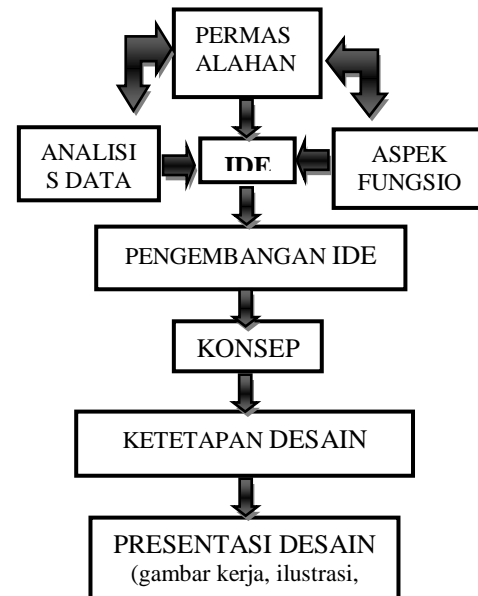 PERMAS
ALAHAN
ANALISI
S DATA
IDE
ASPEK
FUNGSIO
PENGEMBANGAN IDE
KONSEP
KETETAPAN DESAIN
PRESENTASI DESAIN
(gambar kerja, ilustrasi,